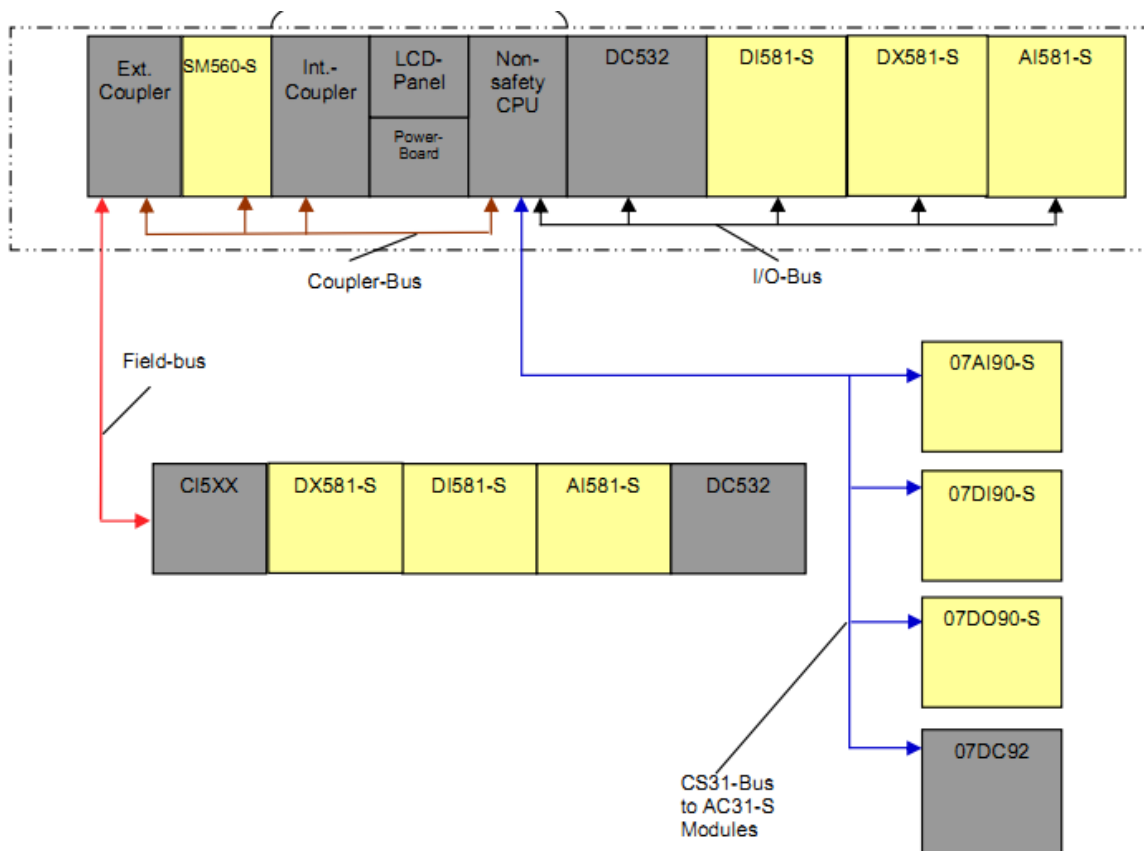 Ext.
Coupler
SM560-S
Int.-
Coupler
LCD-
Panel
Power-
Board
Non-
safety
CPU
DC532
DI581-S
DX581-S
AI581-S
Coupler-Bus
I/O-Bus
Field-bus
07AI90-S
CI5XX
DX581-S
DI581-S
AI581-S
DC532
07DI90-S
07DO90-S
07DC92
CS31-Bus
to AC31-S
Modules